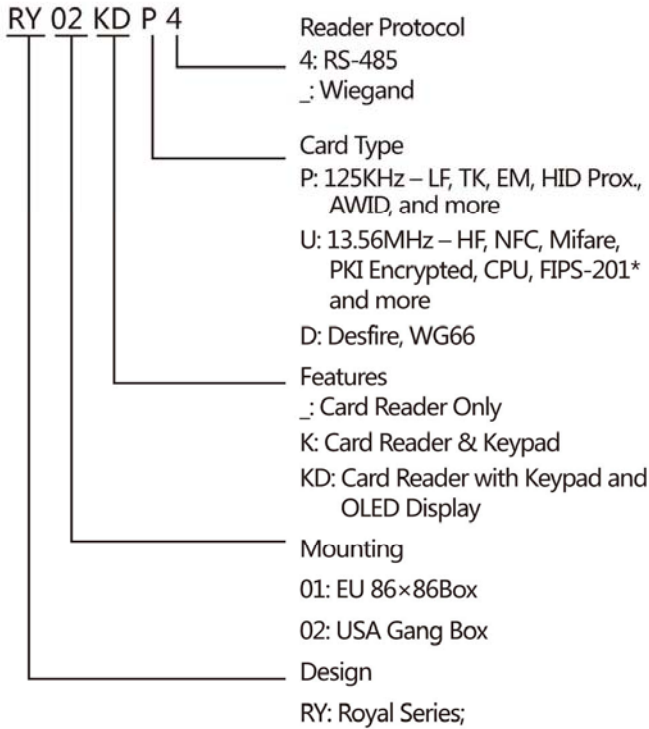 RY 02 KD P 4
Reader Protocol
4: RS-485
_: Wiegand
Card Type
P: 125KHz – LF, TK, EM, HID Prox.,
AWID, and more
U: 13.56MHz – HF, NFC, Mifare,
PKI Encrypted, CPU, FIPS-201*
and more
D: Desfire, WG66
Features
_: Card Reader Only
K: Card Reader & Keypad
KD: Card Reader with Keypad and
OLED Display
Mounting
01: EU 86×86Box
02: USA Gang Box
Design
RY: Royal Series;